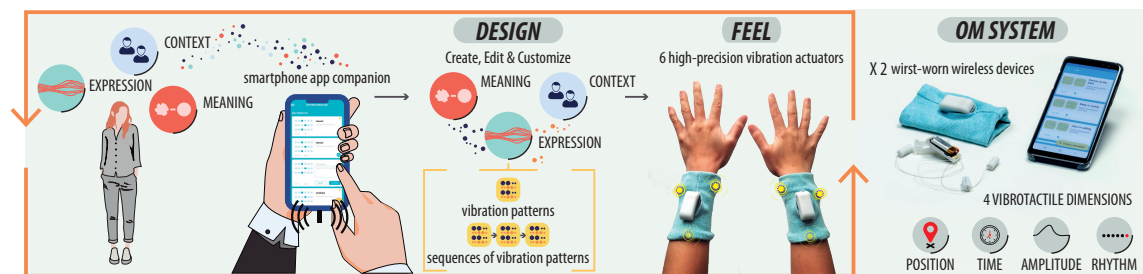 CONTEXT
EXPRESSION
MEANING
smartphone app companion
DESIGN
Create, Edit & Customize
MEANING
CONTEXT
EXPRESSION
vibration patterns
sequences of vibration patterns
FEEL
6 high-precision vibration actuators
OM SYSTEM
X 2 wirst-worn wireless devices
4 VIBROTACTILE DIMENSIONS
POSITION
TIME
AMPLITUDE
RHYTHM